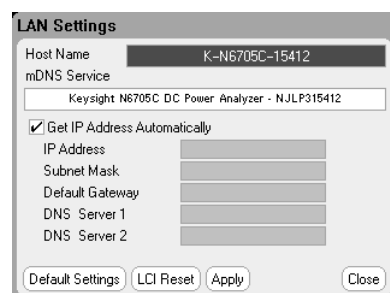 LAN Settings
Host Name K-N6705C-15412
mDNS Service
Keysight N6705C DC Power Analyzer - NJLP315412
Get IP Address Automatically
IP Address
Subnet Mask
Default Gateway
DNS Server 1
DNS Server 2
Default Settings LCI Reset Apply Close